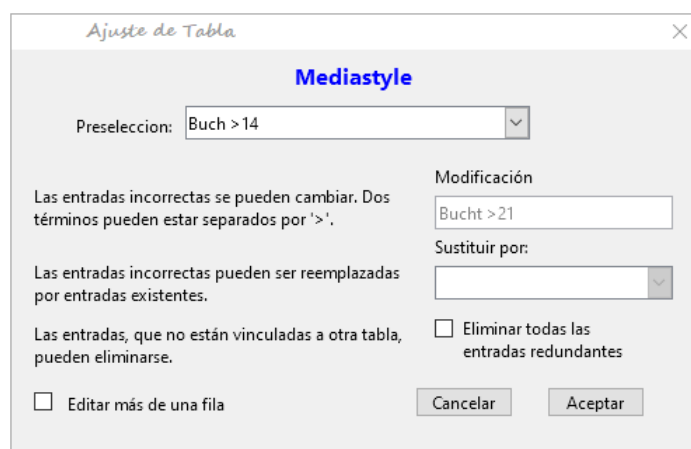 Ajuste de Tabla
Mediastyle
Preseleccion: Buch >14
Modificación
Las entradas incorrectas se pueden cambiar. Dos
términos pueden estar separados por '>'.
Bucht >21
Sustituir por:
Las entradas incorrectas pueden ser reemplazadas
por entradas existentes.
Las entradas, que no están vinculadas a otra tabla,
pueden eliminarse.
Eliminar todas las
entradas redundantes
Editar más de una fila
Cancelar
Aceptar